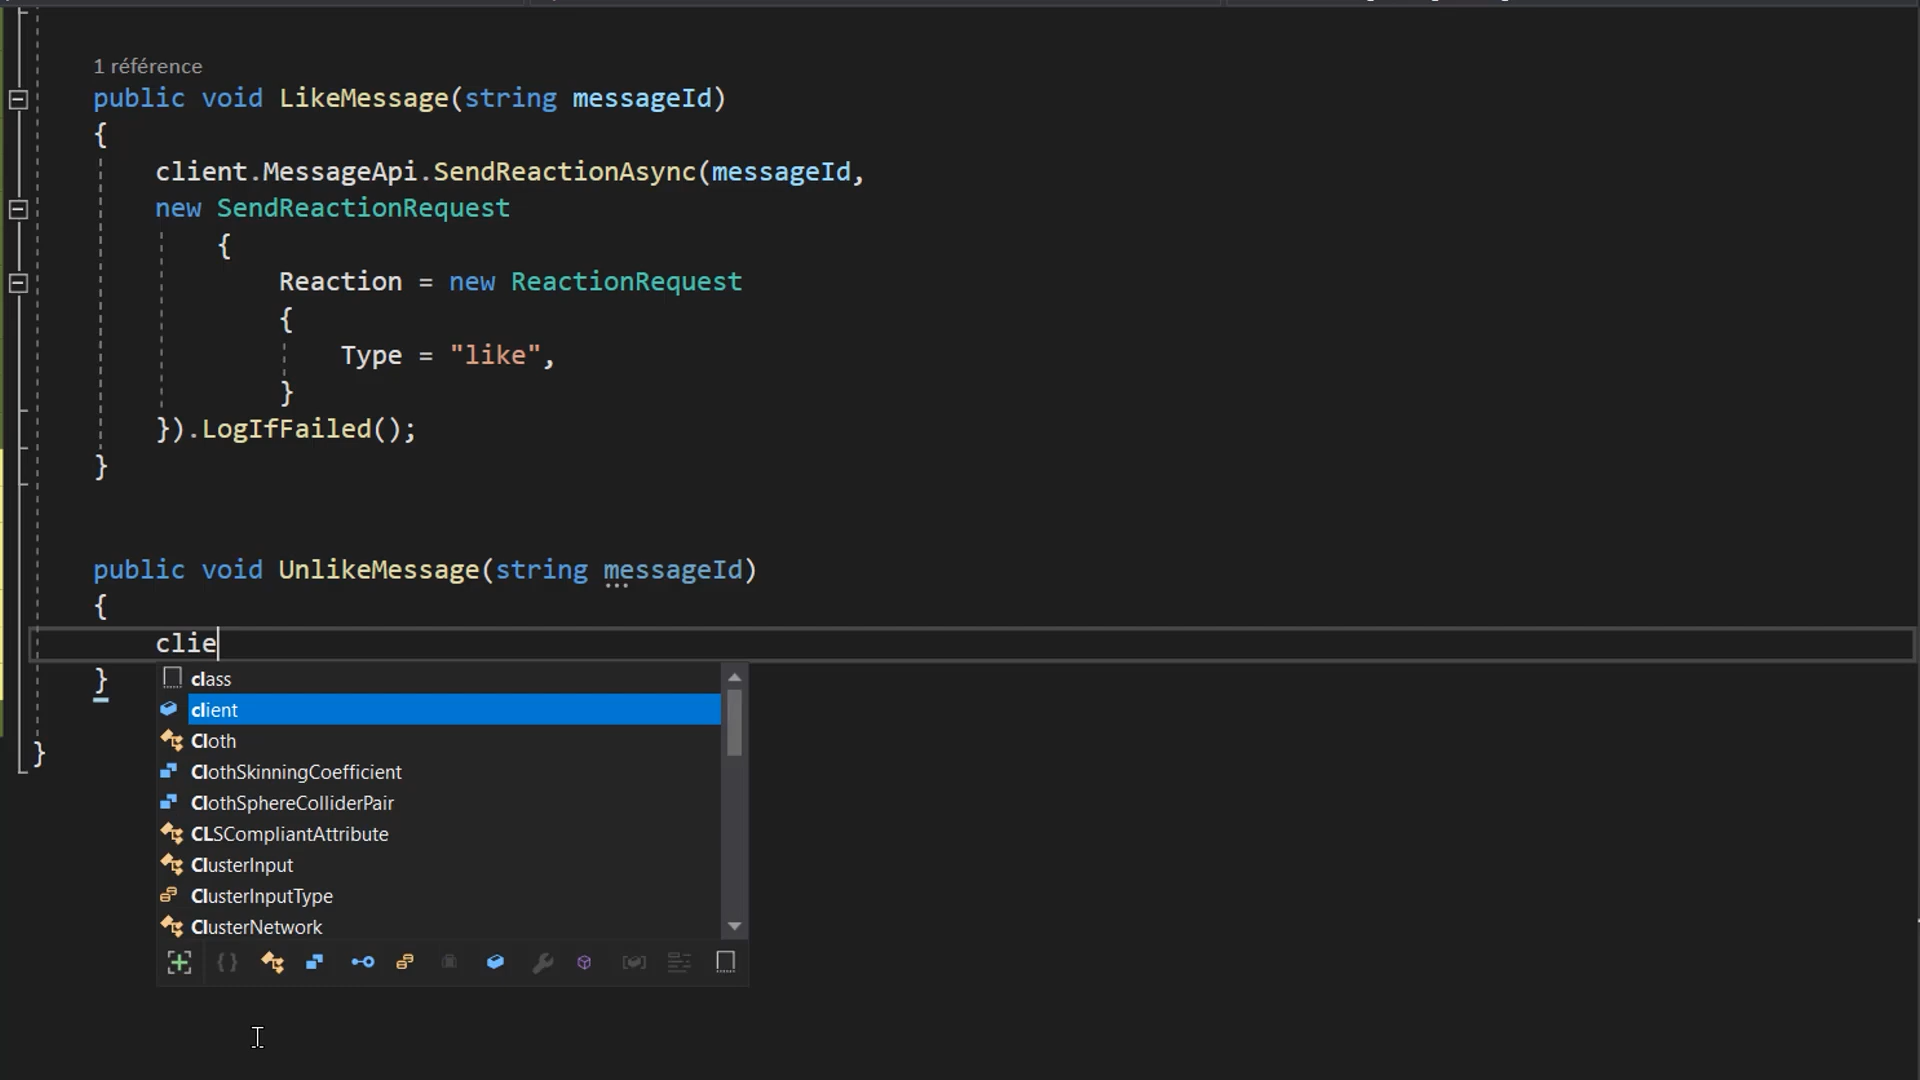 1 référence
public void LikeMessage(string messageId)
{
client.MessageApi.SendReactionAsync(messageId,
new SendReactionRequest
{
Reaction = new ReactionRequest
{
Type = "like",
}
}).LogIfFailed();
}
public void UnlikeMessage(string messageId)
{
clie
}
class
client
Cloth
ClothSkinningCoefficient
ClothSphereColliderPair
CLSCompliantAttribute
ClusterInput
ClusterInputType
ClusterNetwork
}